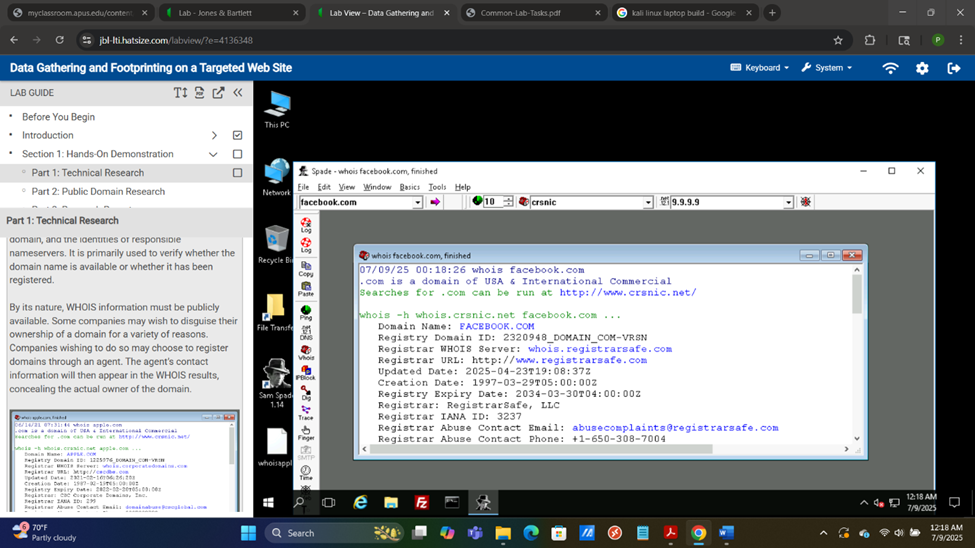 myclassroom.apus.edu/conten
Lab - Jones & Bartlett
Lab View – Data Gathering and
Common-Lab-Tasks.pdf
kali linux laptop build - Google
jbl-lti.hatsize.com/labview/?e=4136348
P
Data Gathering and Footprinting on a Targeted Web Site
Keyboard
System
LAB GUIDE
Before You Begin
Introduction
Section 1: Hands-On Demonstration
Part 1: Technical Research
Part 2: Public Domain Research
Part 1: Technical Research
domain, and the identities of responsible
nameservers. It is primarily used to verify whether the
domain name is available or whether it has been
registered.
By its nature, WHOIS information must be publicly
available. Some companies may wish to disguise their
ownership of a domain for a variety of reasons.
Companies wishing to do so may choose to register
domains through an agent. The agent's contact
information will then appear in the WHOIS results,
concealing the actual owner of the domain.
whois apple.com, finished
06/16/21 07:31:46 whois apple.com
.com is a domain of USA & International Commercial
Searches for .com can be run at http://www.crsnic.net/
whois -h whois.crsnic.net apple.com ...
Domain Name: APPLE.COM
Registry Domain ID: 1225976_DOMAIN_COM-VRSN
Registrar WHOIS Server: whois.corporatedomains.com
Registrar URL: http://cscdbs.com
Creation Date: 1987-02-19T05:00:00Z
Registrar: CSC Corporate Domains, Inc.
Registrar IANA ID: 299
Registrar Abuse Contact Email: domainabuse@cscglobal.com
This PC
Network
Recycle Bin
File Transfer
Sam Spade
1.14
whoisapple
Spade - whois facebook.com, finished
File Edit View Window Basics Tools Help
facebook.com
10
crsnic
9.9.9.9
Log
Log
Copy
Paste
Ping
DNS
Whois
IPBlock
Dig
Trace
Finger
SMTP
Time
whois facebook.com, finished
07/09/25 00:18:26 whois facebook.com
.com is a domain of USA & International Commercial
Searches for .com can be run at http://www.crsnic.net/
whois -h whois.crsnic.net facebook.com ...
Domain Name: FACEBOOK.COM
Registry Domain ID: 2320948_DOMAIN_COM-VRSN
Registrar WHOIS Server: whois.registrarsafe.com
Registrar URL: http://www.registrarsafe.com
Updated Date: 2025-04-23T19:08:37Z
Creation Date: 1997-03-29T05:00:00Z
Registry Expiry Date: 2034-03-30T04:00:00Z
Registrar: RegistrarSafe, LLC
Registrar IANA ID: 3237
Registrar Abuse Contact Email: abusecomplaints@registrarsafe.com
Registrar Abuse Contact Phone: +1-650-308-7004
12:18 AM
7/9/2025
6
70°F
Partly cloudy
Search
12:18 AM
7/9/2025